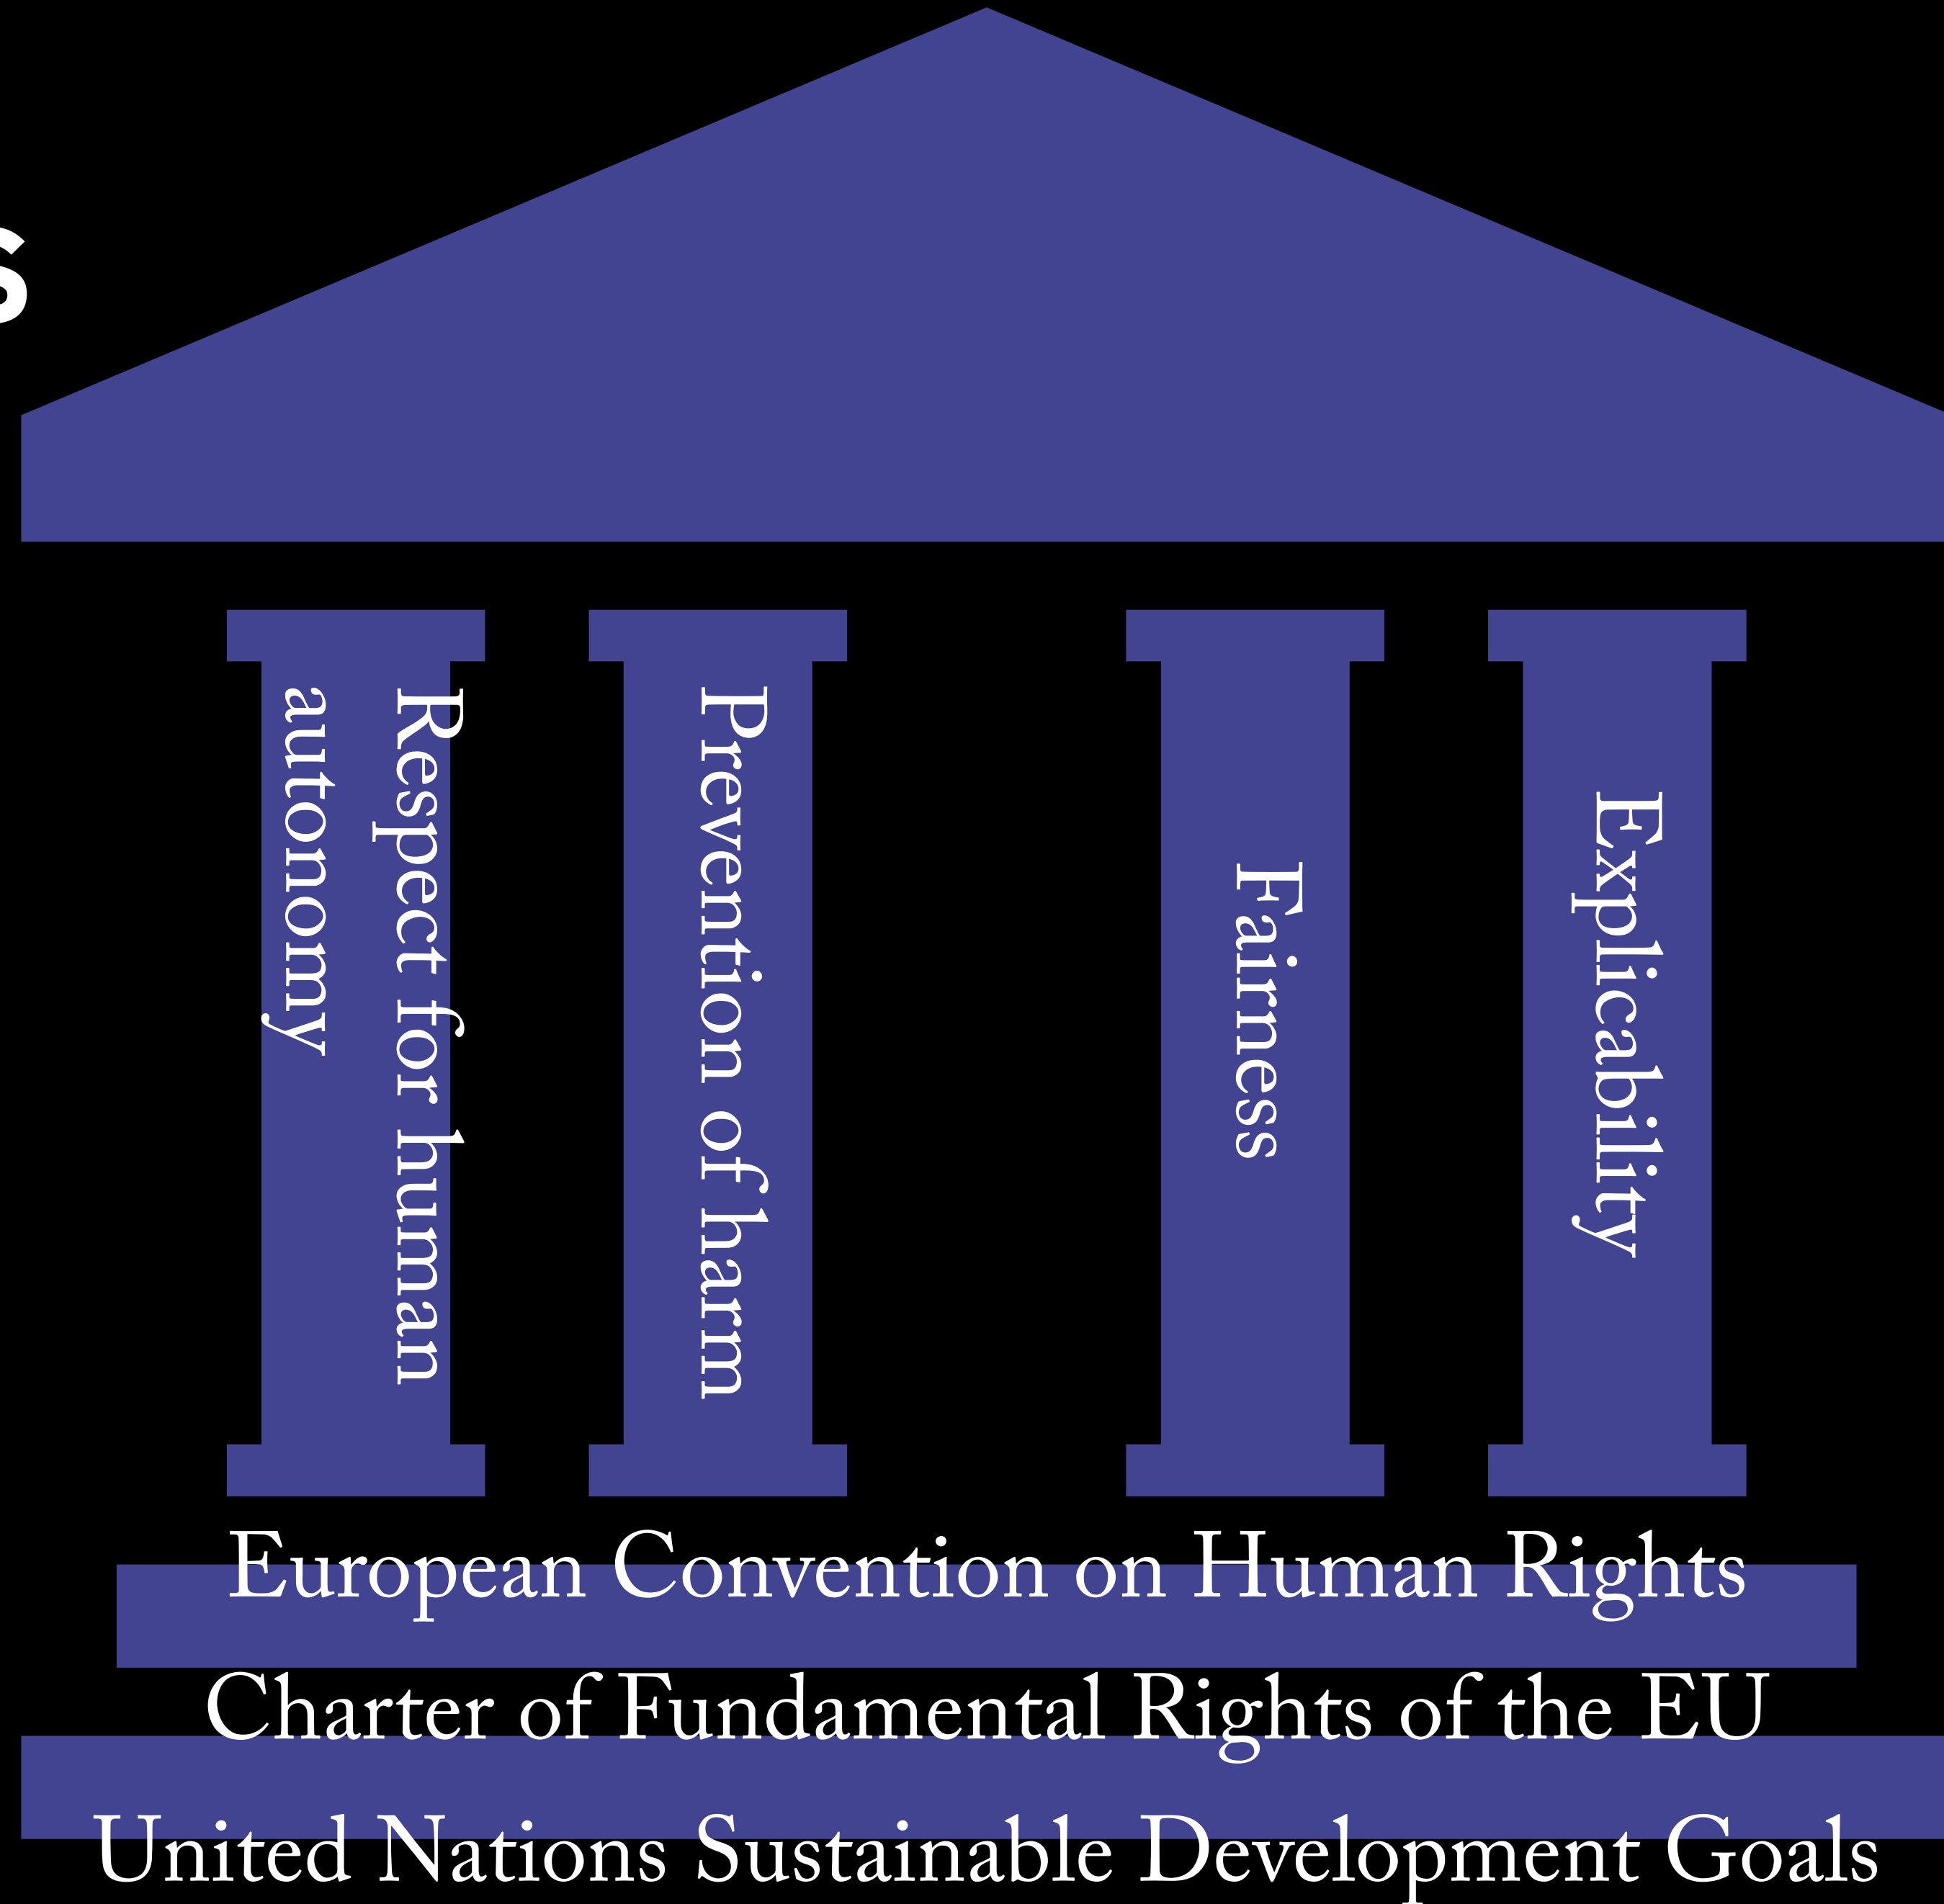 s
Respect for human
autonomy
Prevention of harm
Fairness
Explicability
European Convention on Human Rights
Charter of Fundamental Rights of the EU
United Nations Sustainable Development Goals